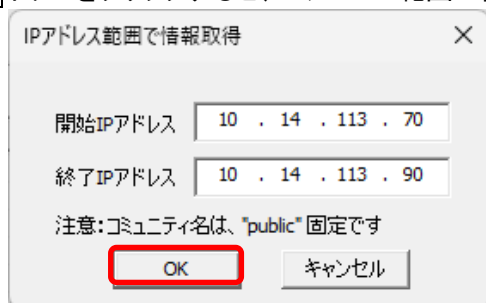 IPアドレス範囲で情報取得
開始IPアドレス 10 . 14 . 113 . 70
終了IPアドレス 10 . 14 . 113 . 90
注意：コミュニティ名は、"public" 固定です
OK キャンセル